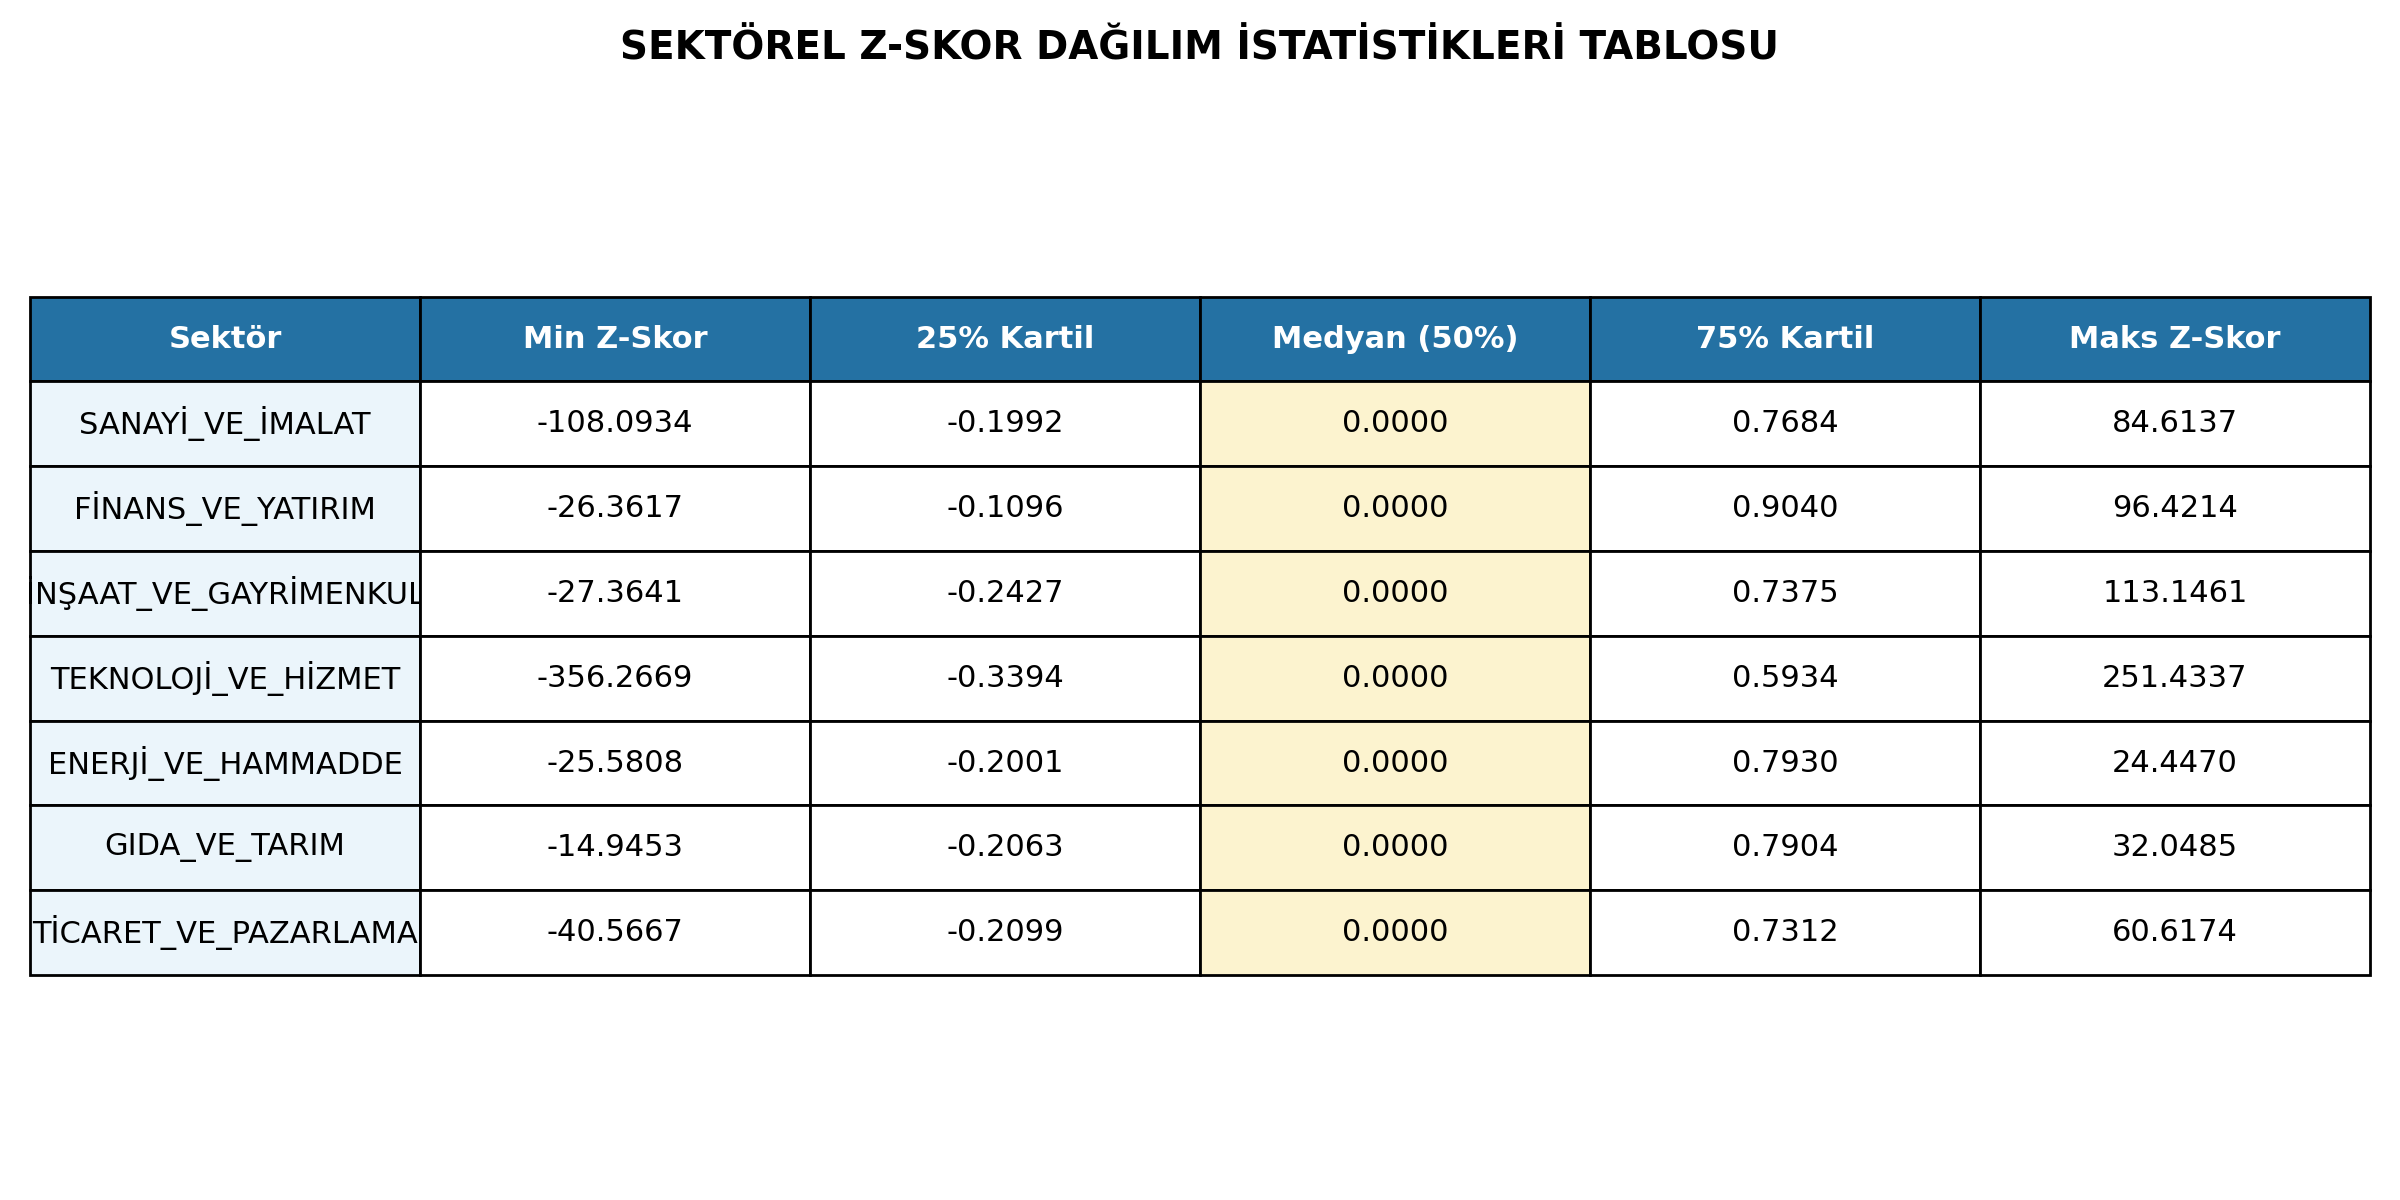 SEKTÖREL Z-SKOR DAĞILIM İSTATİSTİKLERİ TABLOSU
Sektör Min Z-Skor 25% Kartil Medyan (50%) 75% Kartil Maks Z-Skor
SANAYİ_VE_İMALAT -108.0934 -0.1992 0.0000 0.7684 84.6137
FİNANS_VE_YATIRIM -26.3617 -0.1096 0.0000 0.9040 96.4214
İNŞAAT_VE_GAYRİMENKUL -27.3641 -0.2427 0.0000 0.7375 113.1461
TEKNOLOJİ_VE_HİZMET -356.2669 -0.3394 0.0000 0.5934 251.4337
ENERJİ_VE_HAMMADDE -25.5808 -0.2001 0.0000 0.7930 24.4470
GIDA_VE_TARIM -14.9453 -0.2063 0.0000 0.7904 32.0485
TİCARET_VE_PAZARLAMA -40.5667 -0.2099 0.0000 0.7312 60.6174